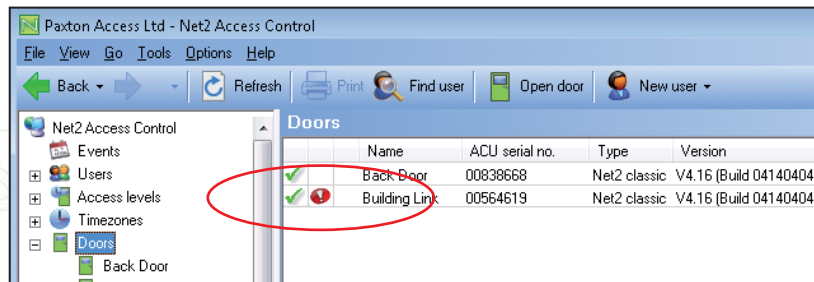 Paxton Access Ltd - Net2 Access Control
File View Go Tools Options Help
Back Refresh Print Find user Open door New user
Net2 Access Control
Events
Users
Access levels
Timezones
Doors
Back Door
Doors
Name ACU serial no. Type Version
Back Door 00838668 Net2 classic V4.16 (Build 04140404
Building Link 00564619 Net2 classic V4.16 (Build 04140404